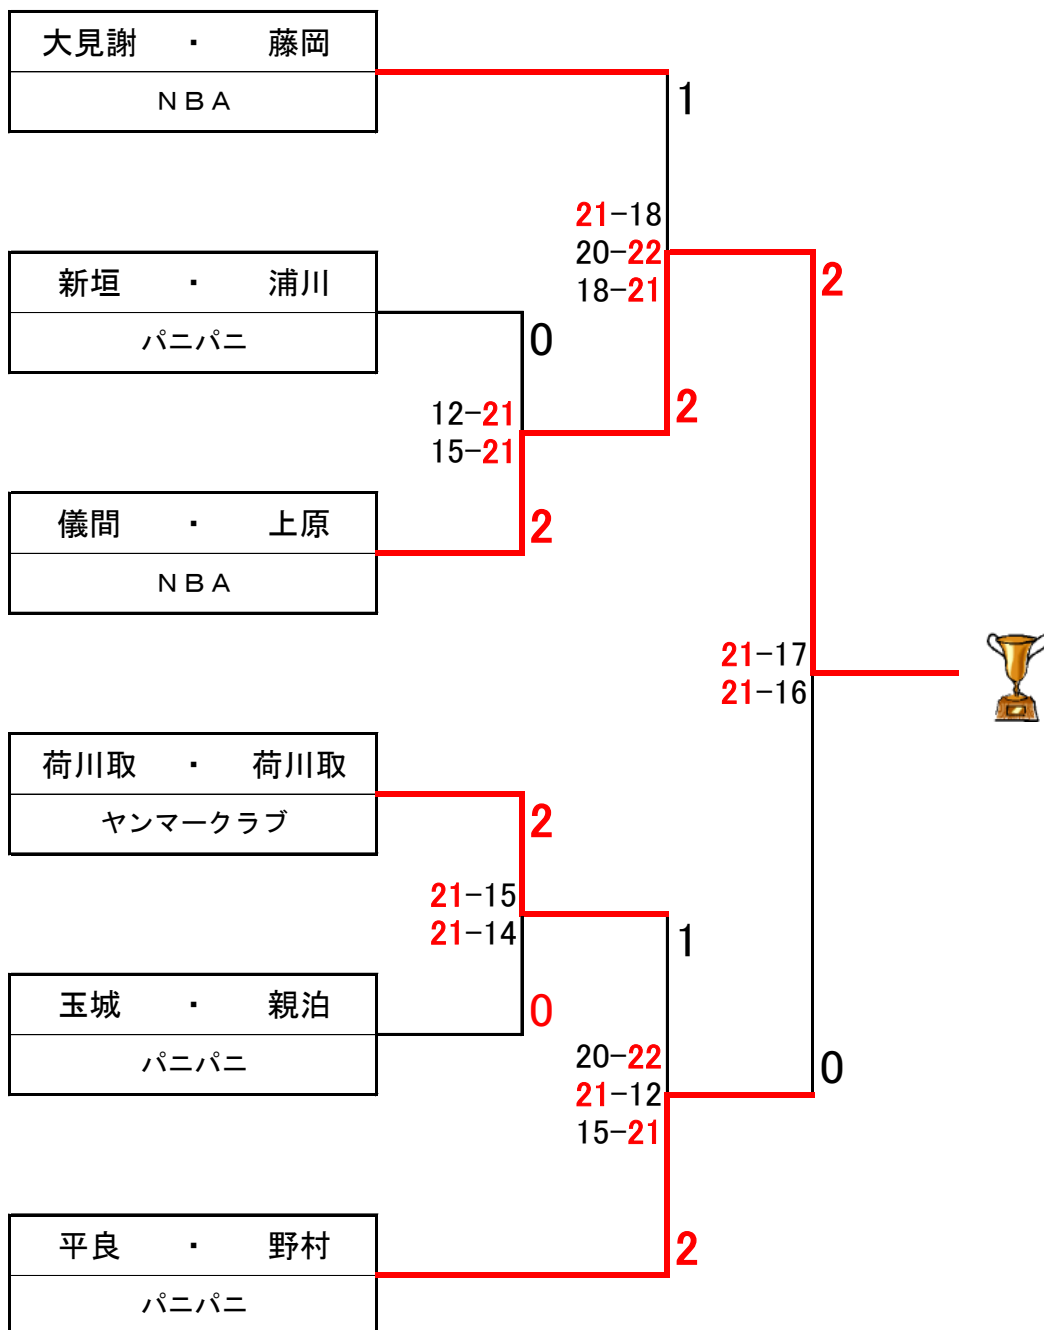 大見謝 ・ 藤岡
ＮＢＡ
1
21-18
20-22
18-21
2
新垣 ・ 浦川
パニパニ
0
2
12-21
15-21
儀間 ・ 上原
2
ＮＢＡ
21-17
21-16
荷川取 ・ 荷川取
ヤンマークラブ
2
21-15
21-14
1
玉城 ・ 親泊
0
パニパニ
20-22
21-12
15-21
0
平良 ・ 野村
2
パニパニ